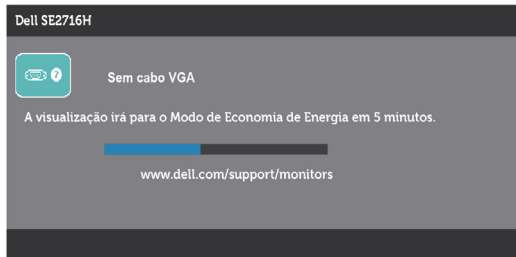 Dell SE2716H
Sem cabo VGA
A visualização irá para o Modo de Economia de Energia em 5 minutos.
www.dell.com/support/monitors